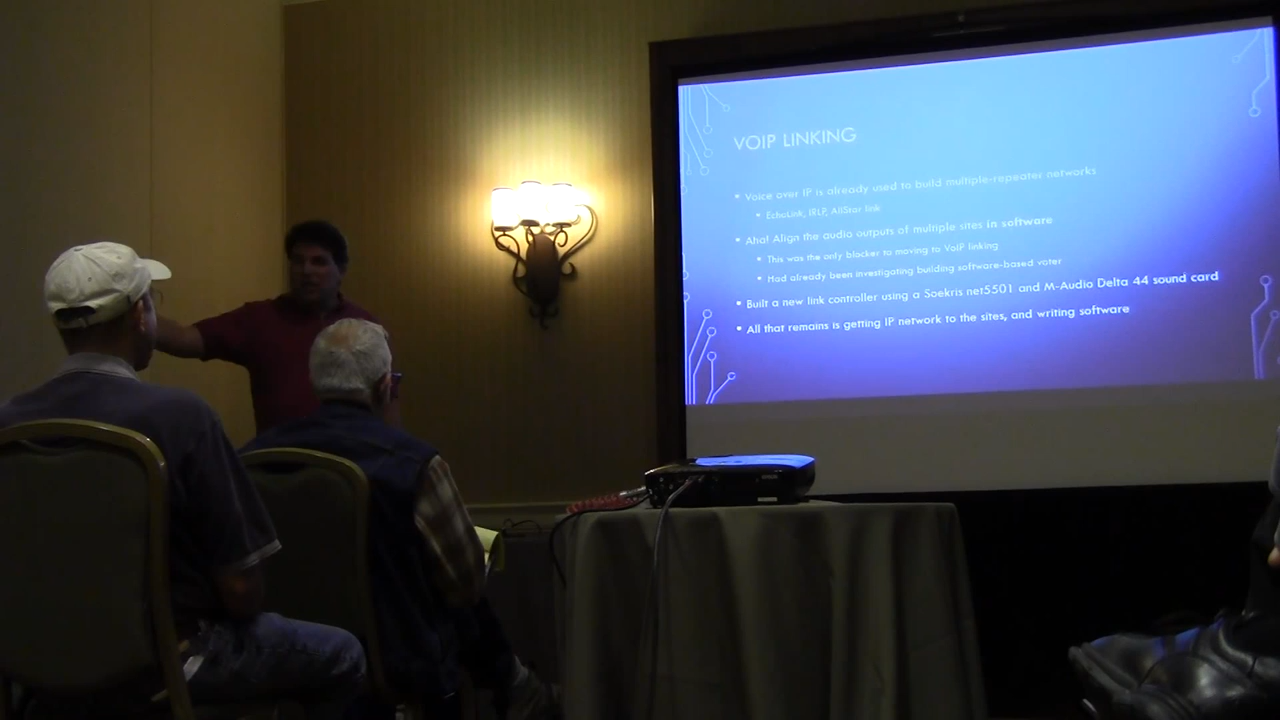 VOIP LINKING
Voice over IP is already used to build multiple-repeater networks
EchoLink, IRLP, AllStar link
Aha! Align the audio outputs of multiple sites in software
This was the only blocker to moving to VoIP linking
Had already been investigating building software-based voter
Built a new link controller using a Soekris net5501 and M-Audio Delta 44 sound card
All that remains is getting IP network to the sites, and writing software